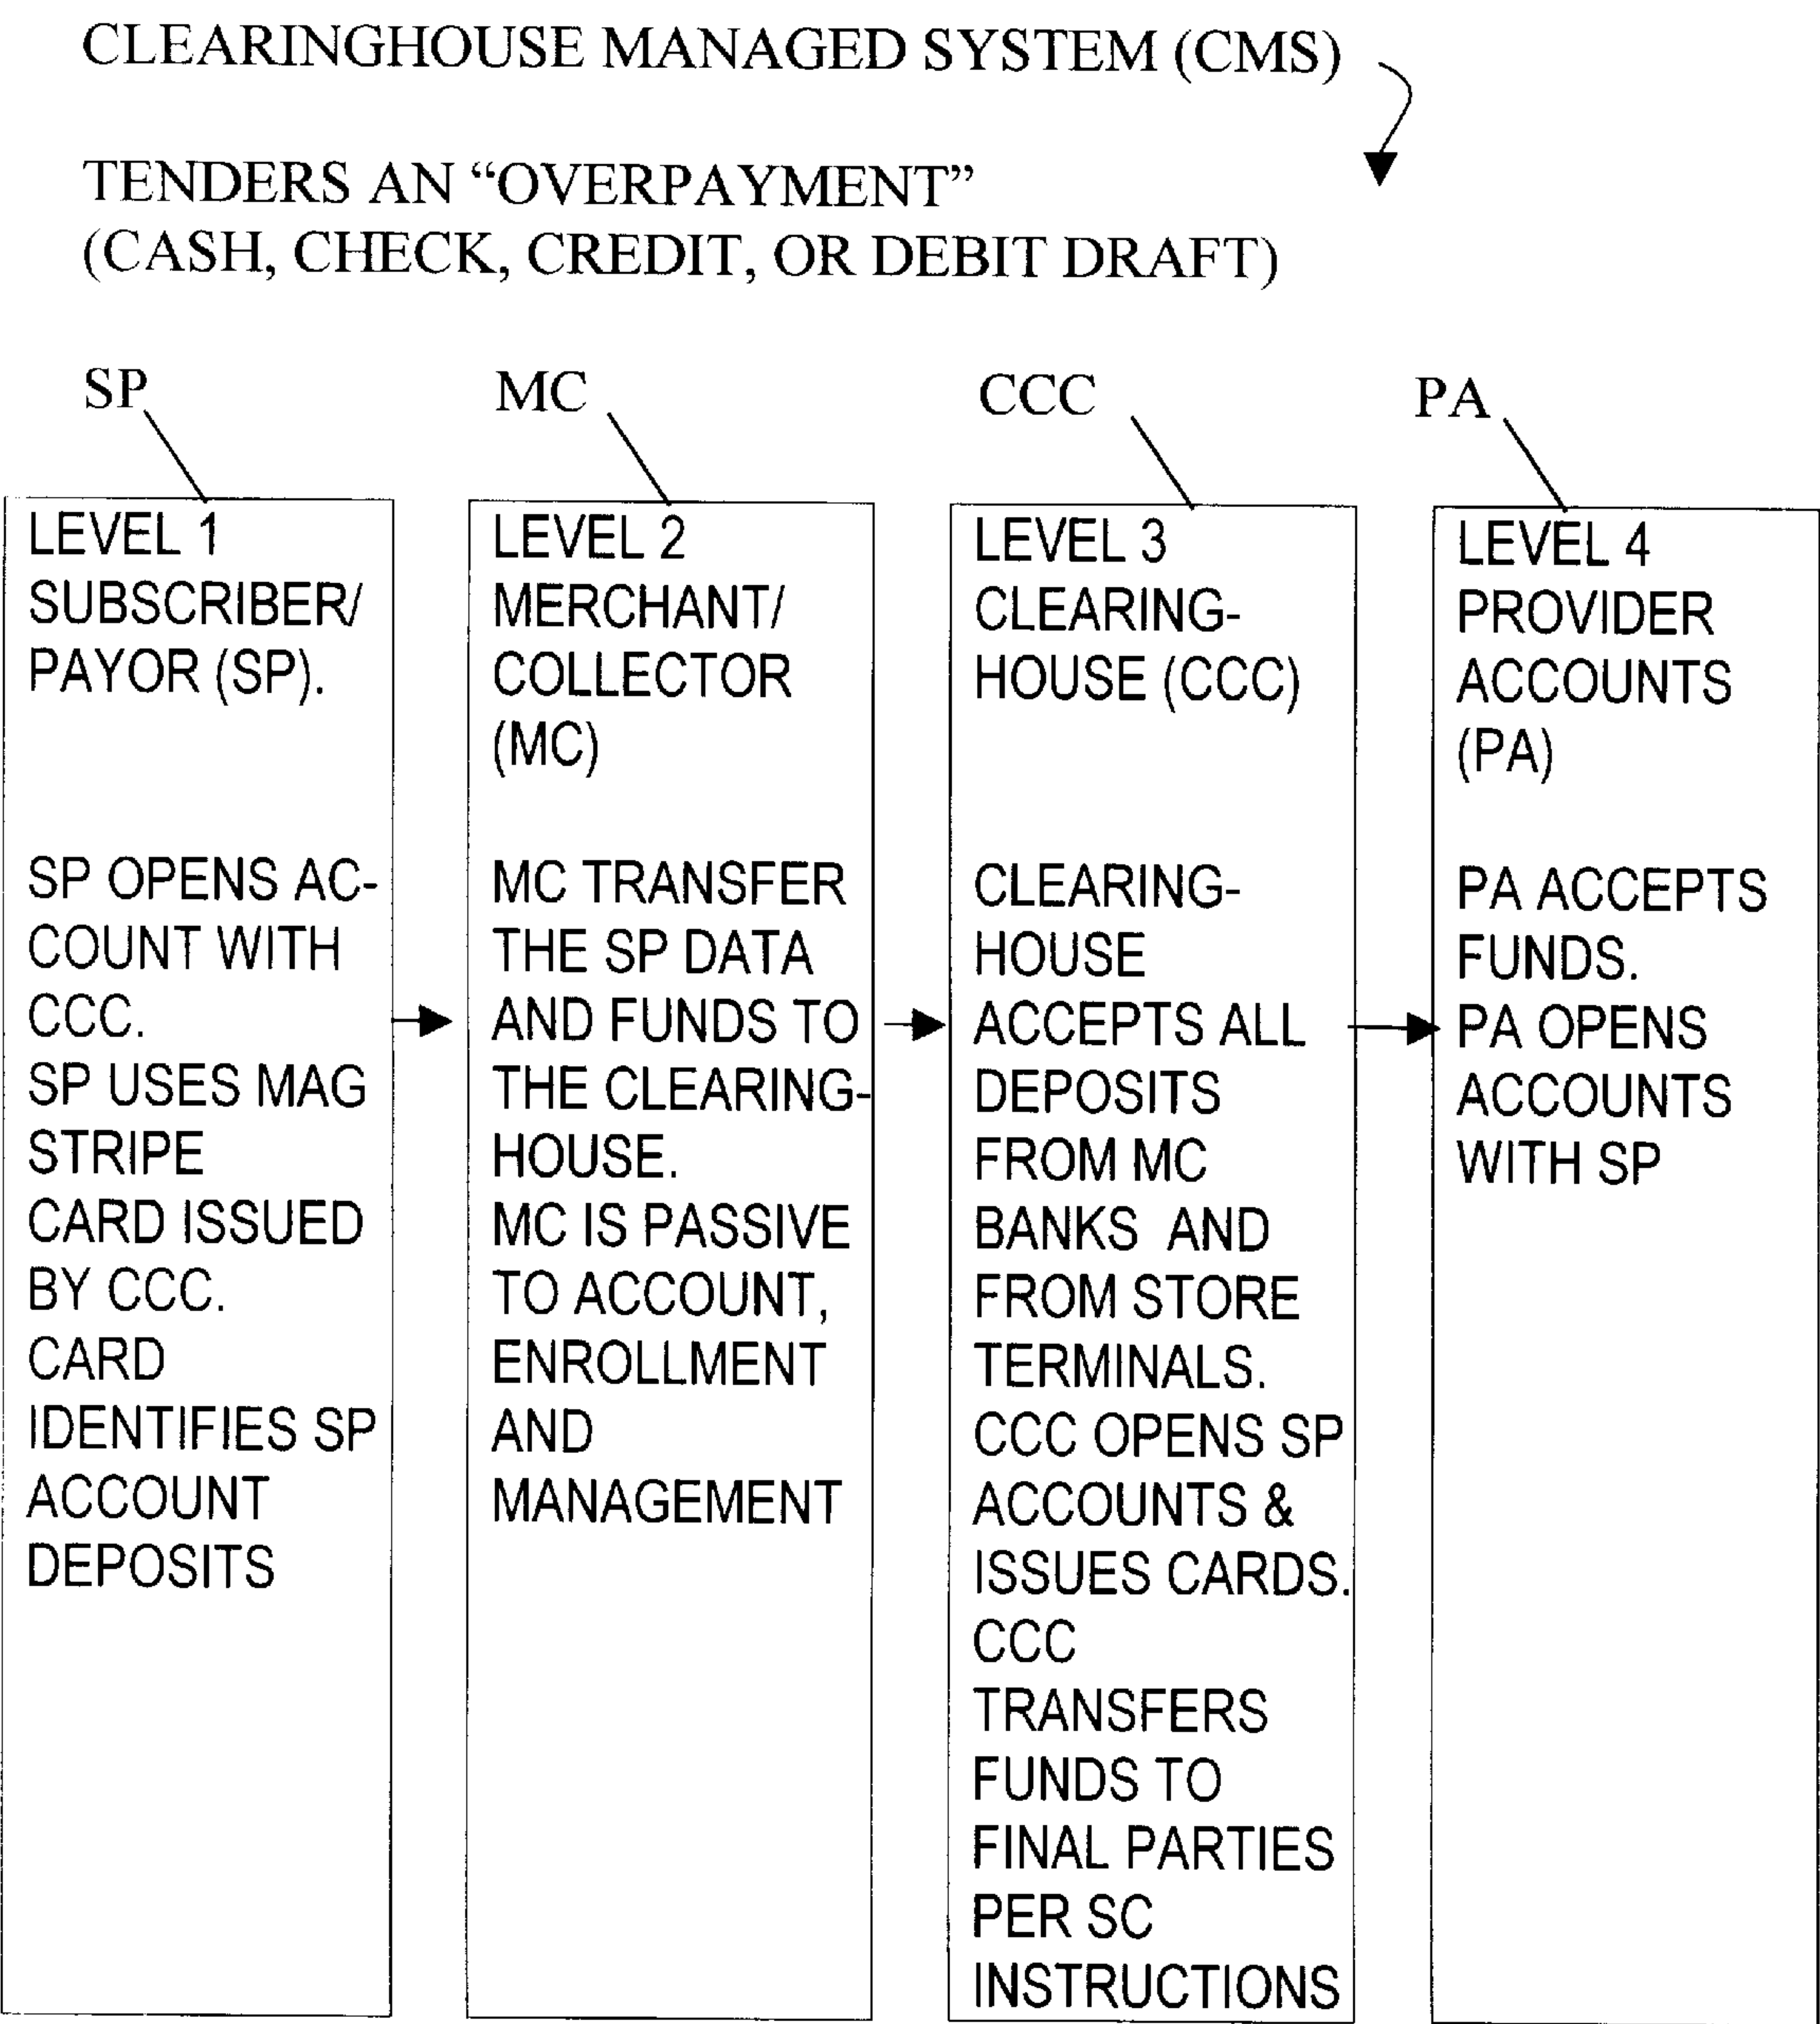 CLEARINGHOUSE MANAGED SYSTEM (CMS)
TENDERS AN “OVERPAYMENT”
(CASH, CHECK, CREDIT, OR DEBIT DRAFT)
SP
MC
CCC
PA
LEVEL 1
SUBSCRIBER/
PAYOR (SP).
SP OPENS AC-
COUNT WITH
CCC.
SP USES MAG
STRIPE
CARD ISSUED
BY CCC.
CARD
IDENTIFIES SP
ACCOUNT
DEPOSITS
LEVEL 2
MERCHANT/
COLLECTOR
(MC)
MC TRANSFER
THE SP DATA
AND FUNDS TO
THE CLEARING-
HOUSE.
MC IS PASSIVE
TO ACCOUNT,
ENROLLMENT
AND
MANAGEMENT
LEVEL 3
CLEARING-
HOUSE (CCC)
CLEARING-
HOUSE
ACCEPTS ALL
DEPOSITS
FROM MC
BANKS AND
FROM STORE
TERMINALS.
CCC OPENS SP
ACCOUNTS &
ISSUES CARDS.
CCC
TRANSFERS
FUNDS TO
FINAL PARTIES
PER SC
INSTRUCTIONS
LEVEL 4
PROVIDER
ACCOUNTS
(PA)
PA ACCEPTS
FUNDS.
PA OPENS
ACCOUNTS
WITH SP